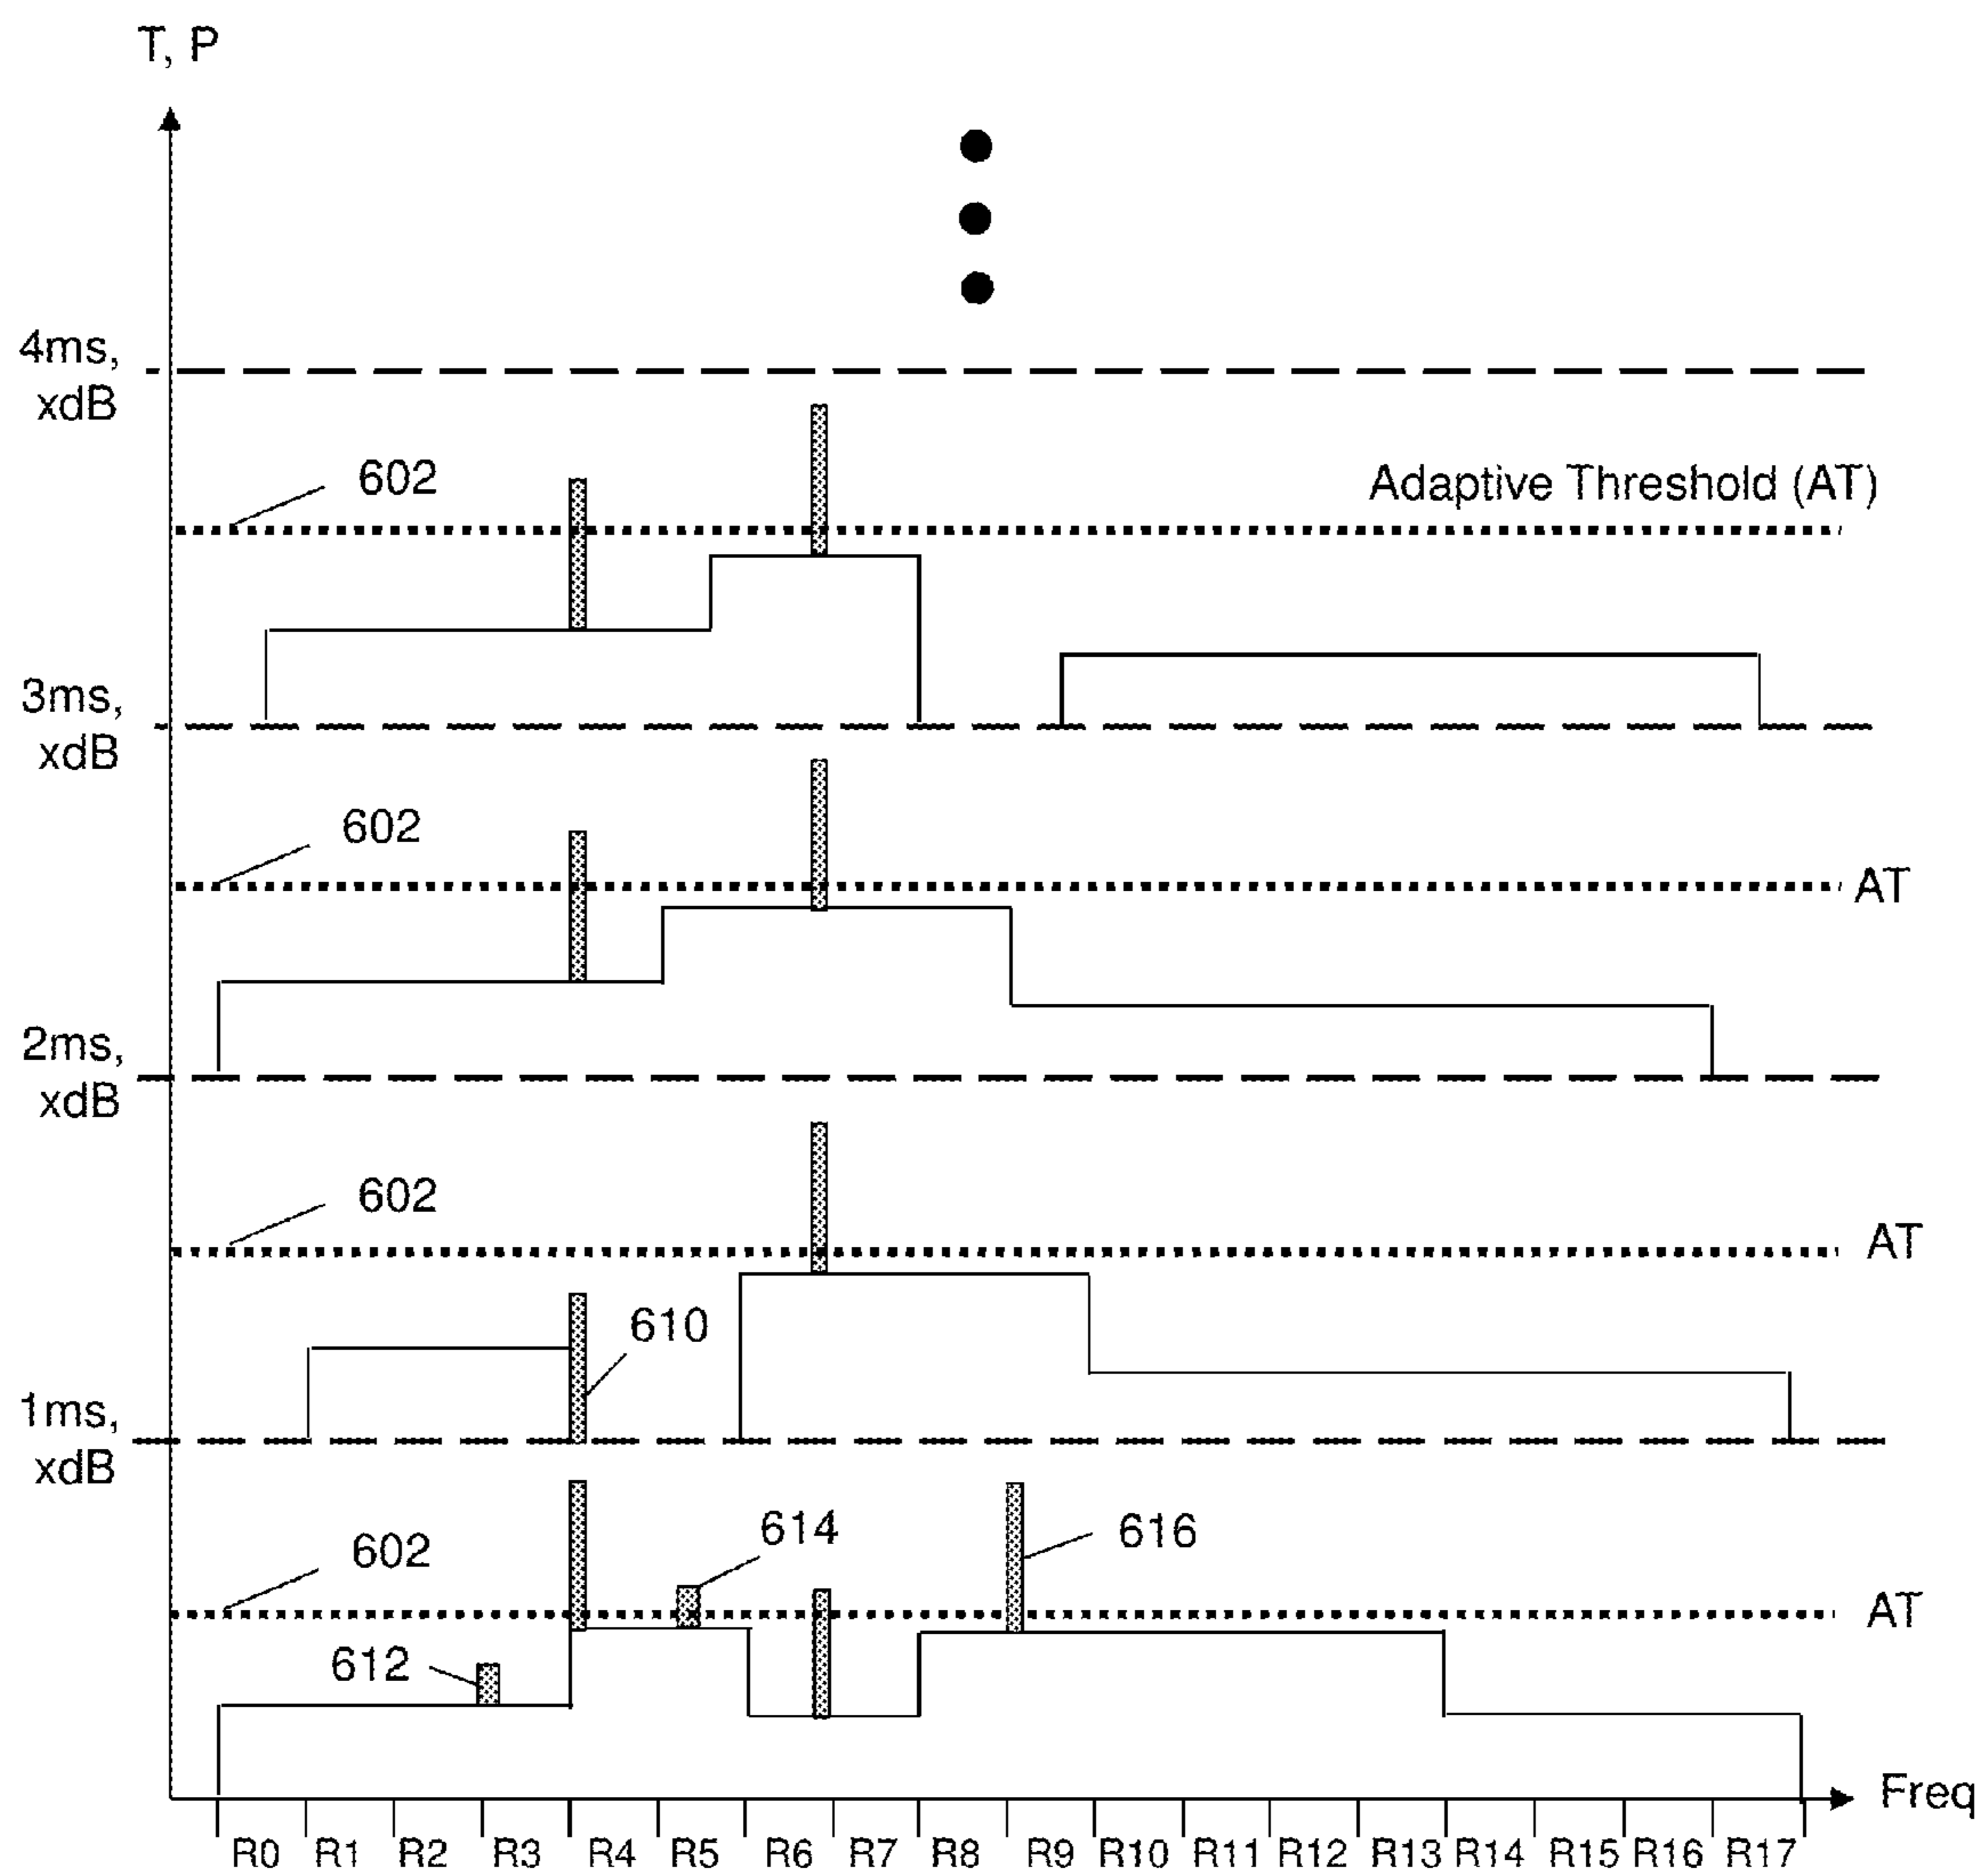 T, P
4ms,
xdB
602
Adaptive Threshold (AT)
3ms,
xdB
602
AT
2ms,
xdB
602
AT
610
1ms,
xdB
614
616
602
AT
612
Freq
R0 R1 R2 R3 R4 R5 R6 R7 R8 R9 R10 R11 R12 R13 R14 R15 R16 R17